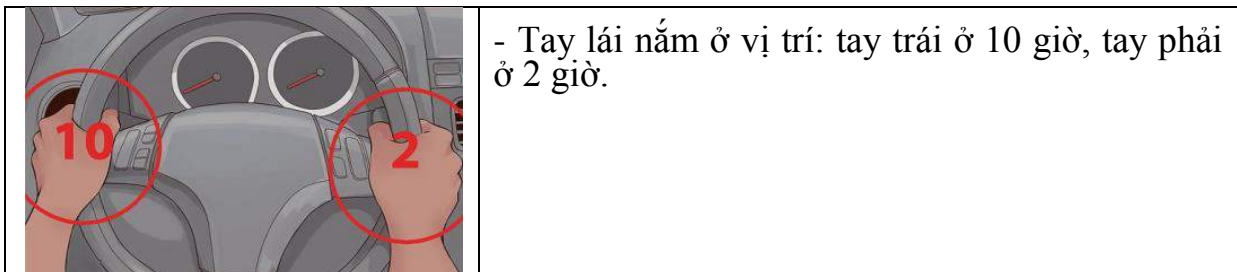 - Tay lái nắm ở vị trí: tay trái ở 10 giờ, tay phải
ở 2 giờ.
10
2